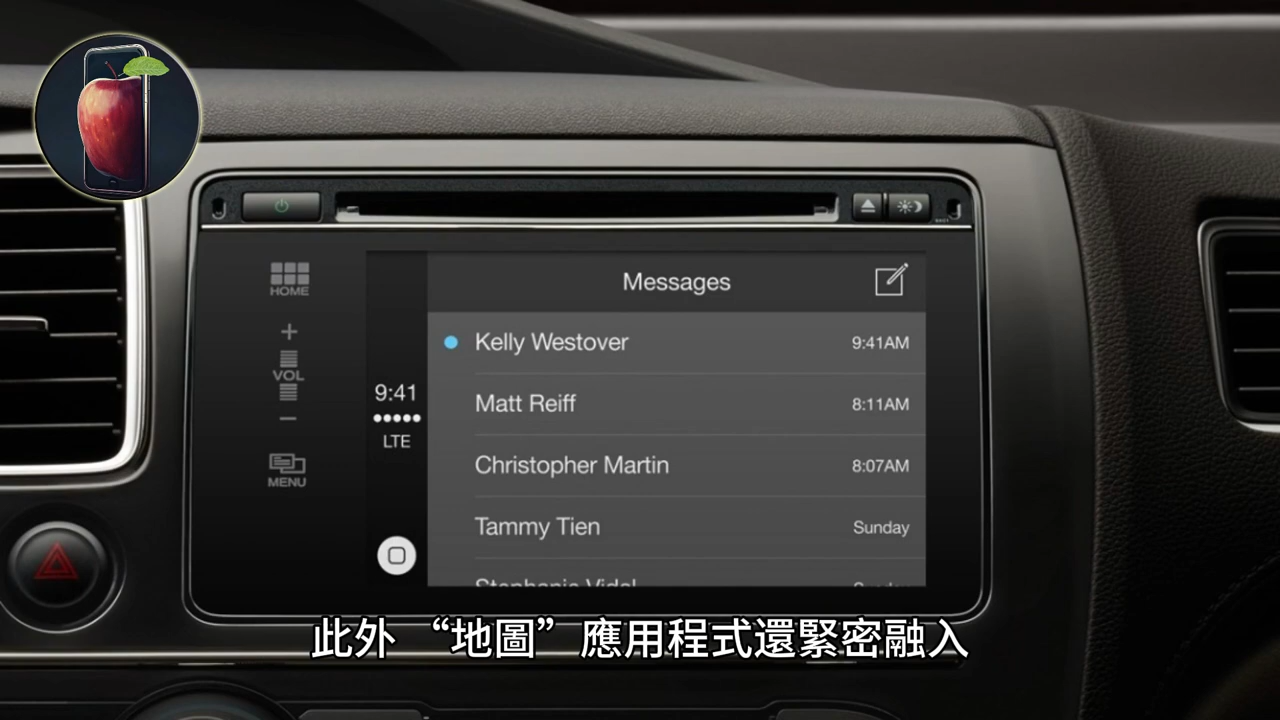 HOME
VOL
MENU
9:41
LTE
Messages
Kelly Westover 9:41AM
Matt Reiff 8:11AM
Christopher Martin 8:07AM
Tammy Tien Sunday
此外 “地圖”應用程式還緊密融入